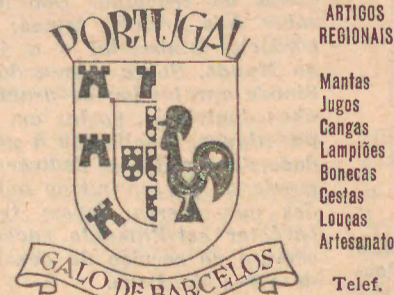 PORTUGAL
GALO DE BARCELOS
ARTIGOS
REGIONAIS
Mantas
Jugos
Cangas
Lampiões
Bonecas
Cestas
Louças
Artesanato
Telef.